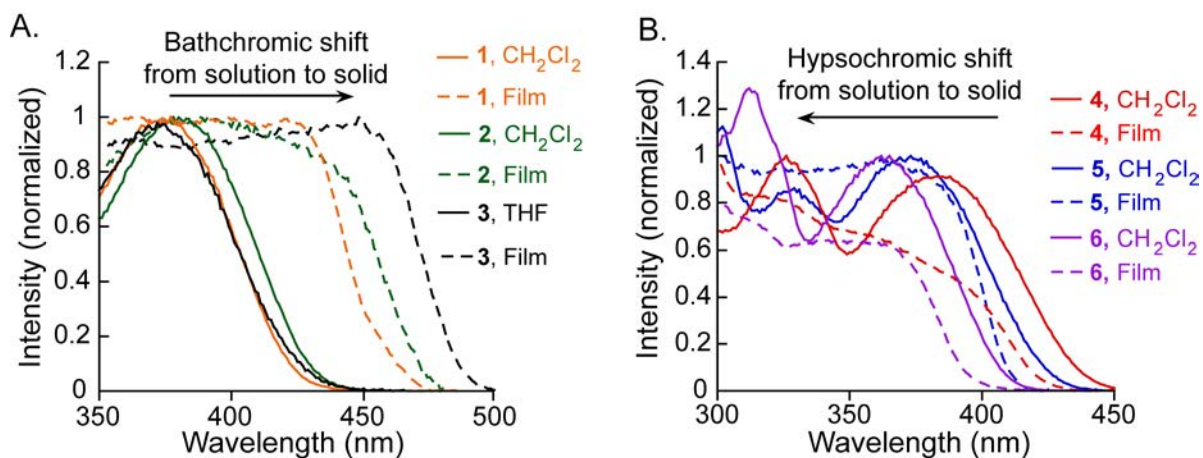 A.
Bathchromic shift
from solution to solid
1.2
1
0.8
0.6
0.4
0.2
0
350
400
450
500
Intensity (normalized)
Wavelength (nm)
1, CH₂Cl₂
1, Film
2, CH₂Cl₂
2, Film
3, THF
3, Film
B.
Hypsochromic shift
from solution to solid
1.4
1.2
1.0
0.8
0.6
0.4
0.2
0
300
350
400
450
Intensity (normalized)
Wavelength (nm)
4, CH₂Cl₂
4, Film
5, CH₂Cl₂
5, Film
6, CH₂Cl₂
6, Film